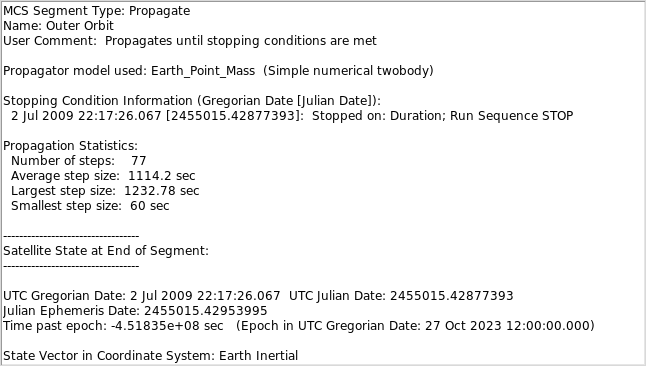 MCS Segment Type: Propagate
Name: Outer Orbit
User Comment:  Propagates until stopping conditions are met
Propagator model used: Earth_Point_Mass  (Simple numerical twobody)
Stopping Condition Information (Gregorian Date [Julian Date]):
2 Jul 2009 22:17:26.067 [2455015.42877393]:  Stopped on: Duration; Run Sequence STOP
Propagation Statistics:
Number of steps:    77
Average step size:  1114.2 sec
Largest step size:  1232.78 sec
Smallest step size:  60 sec
----------------------------------
Satellite State at End of Segment:
----------------------------------
UTC Gregorian Date: 2 Jul 2009 22:17:26.067  UTC Julian Date: 2455015.42877393
Julian Ephemeris Date: 2455015.42953995
Time past epoch: -4.51835e+08 sec   (Epoch in UTC Gregorian Date: 27 Oct 2023 12:00:00.000)
State Vector in Coordinate System: Earth Inertial